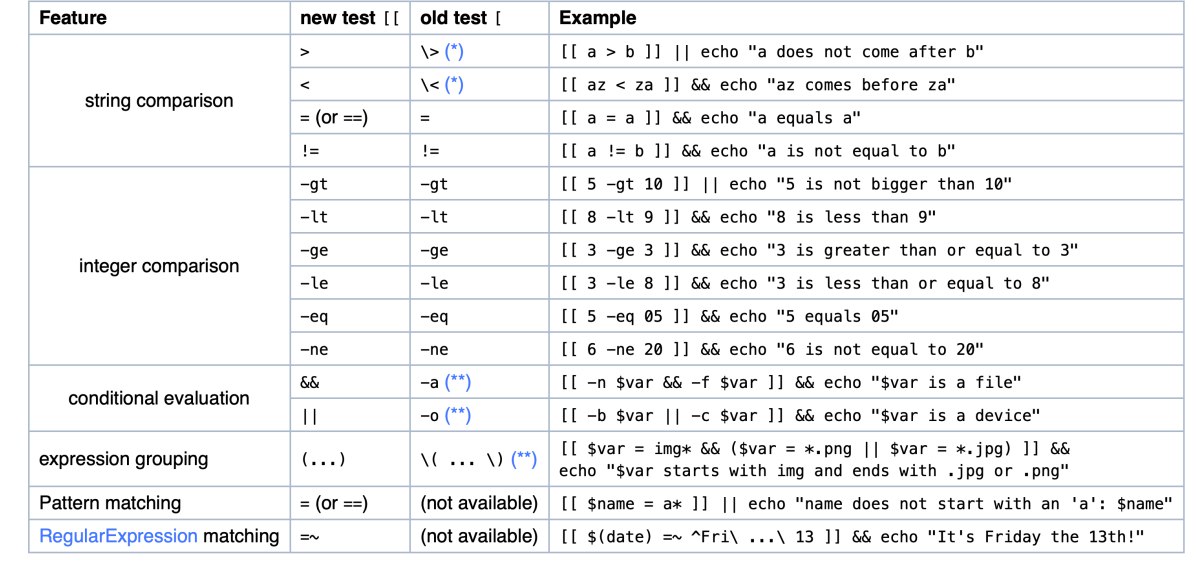 Feature new test [[ old test [ Example
string comparison
> \> (*) [[ a > b ]] || echo "a does not come after b"
< \< (*) [[ az < za ]] && echo "az comes before za"
= (or ==) = [[ a = a ]] && echo "a equals a"
!= != [[ a != b ]] && echo "a is not equal to b"
integer comparison
-gt -gt [[ 5 -gt 10 ]] || echo "5 is not bigger than 10"
-lt -lt [[ 8 -lt 9 ]] && echo "8 is less than 9"
-ge -ge [[ 3 -ge 3 ]] && echo "3 is greater than or equal to 3"
-le -le [[ 3 -le 8 ]] && echo "3 is less than or equal to 8"
-eq -eq [[ 5 -eq 05 ]] && echo "5 equals 05"
-ne -ne [[ 6 -ne 20 ]] && echo "6 is not equal to 20"
conditional evaluation
&& -a (**) [[ -n $var && -f $var ]] && echo "$var is a file"
|| -o (**) [[ -b $var || -c $var ]] && echo "$var is a device"
expression grouping (...) \( ... \) (**) [[ $var = img* && ($var = *.png || $var = *.jpg) ]] &&
echo "$var starts with img and ends with .jpg or .png"
Pattern matching = (or ==) (not available) [[ $name = a* ]] || echo "name does not start with an 'a': $name"
RegularExpression matching =~ (not available) [[ $(date) =~ ^Fri\ ...\ 13 ]] && echo "It's Friday the 13th!"